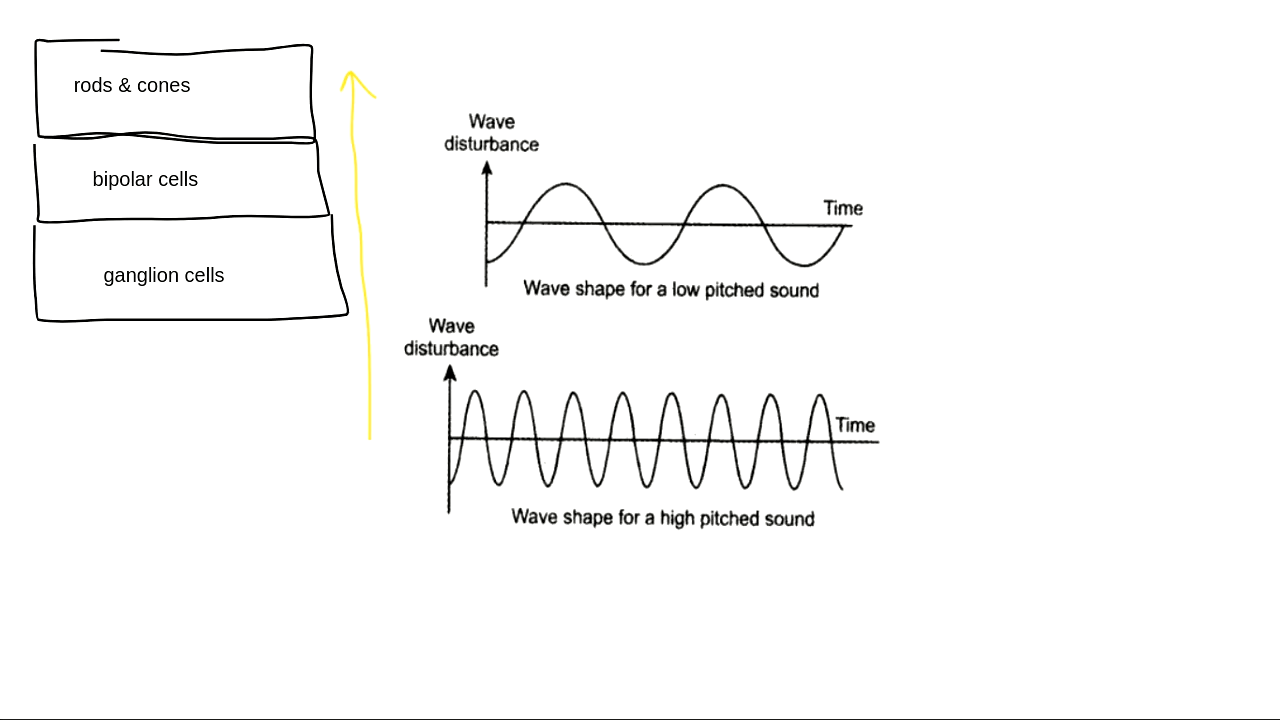 rods & cones
bipolar cells
ganglion cells
Wave
disturbance
Time
Wave shape for a low pitched sound
Wave
disturbance
Time
Wave shape for a high pitched sound